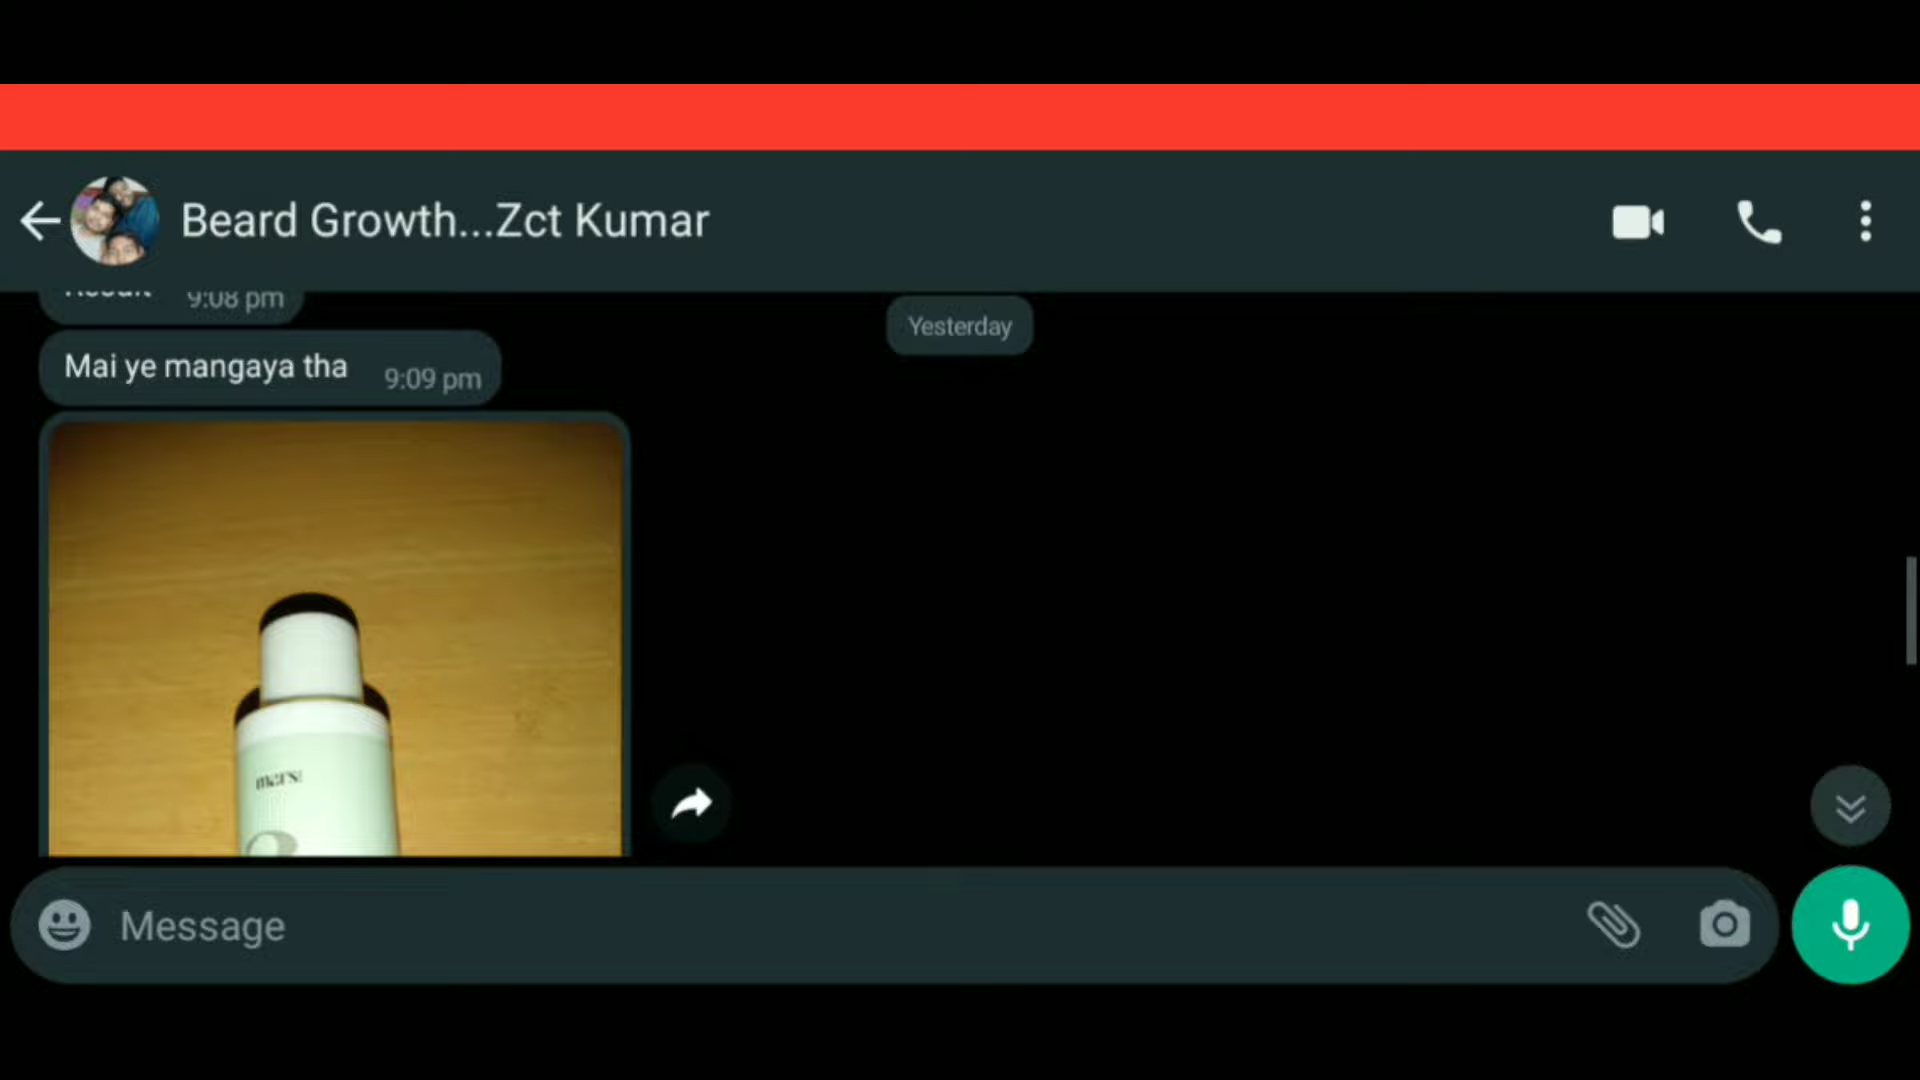 Beard Growth...Zct Kumar
9:08 pm
Yesterday
Mai ye mangaya tha 9:09 pm
Message